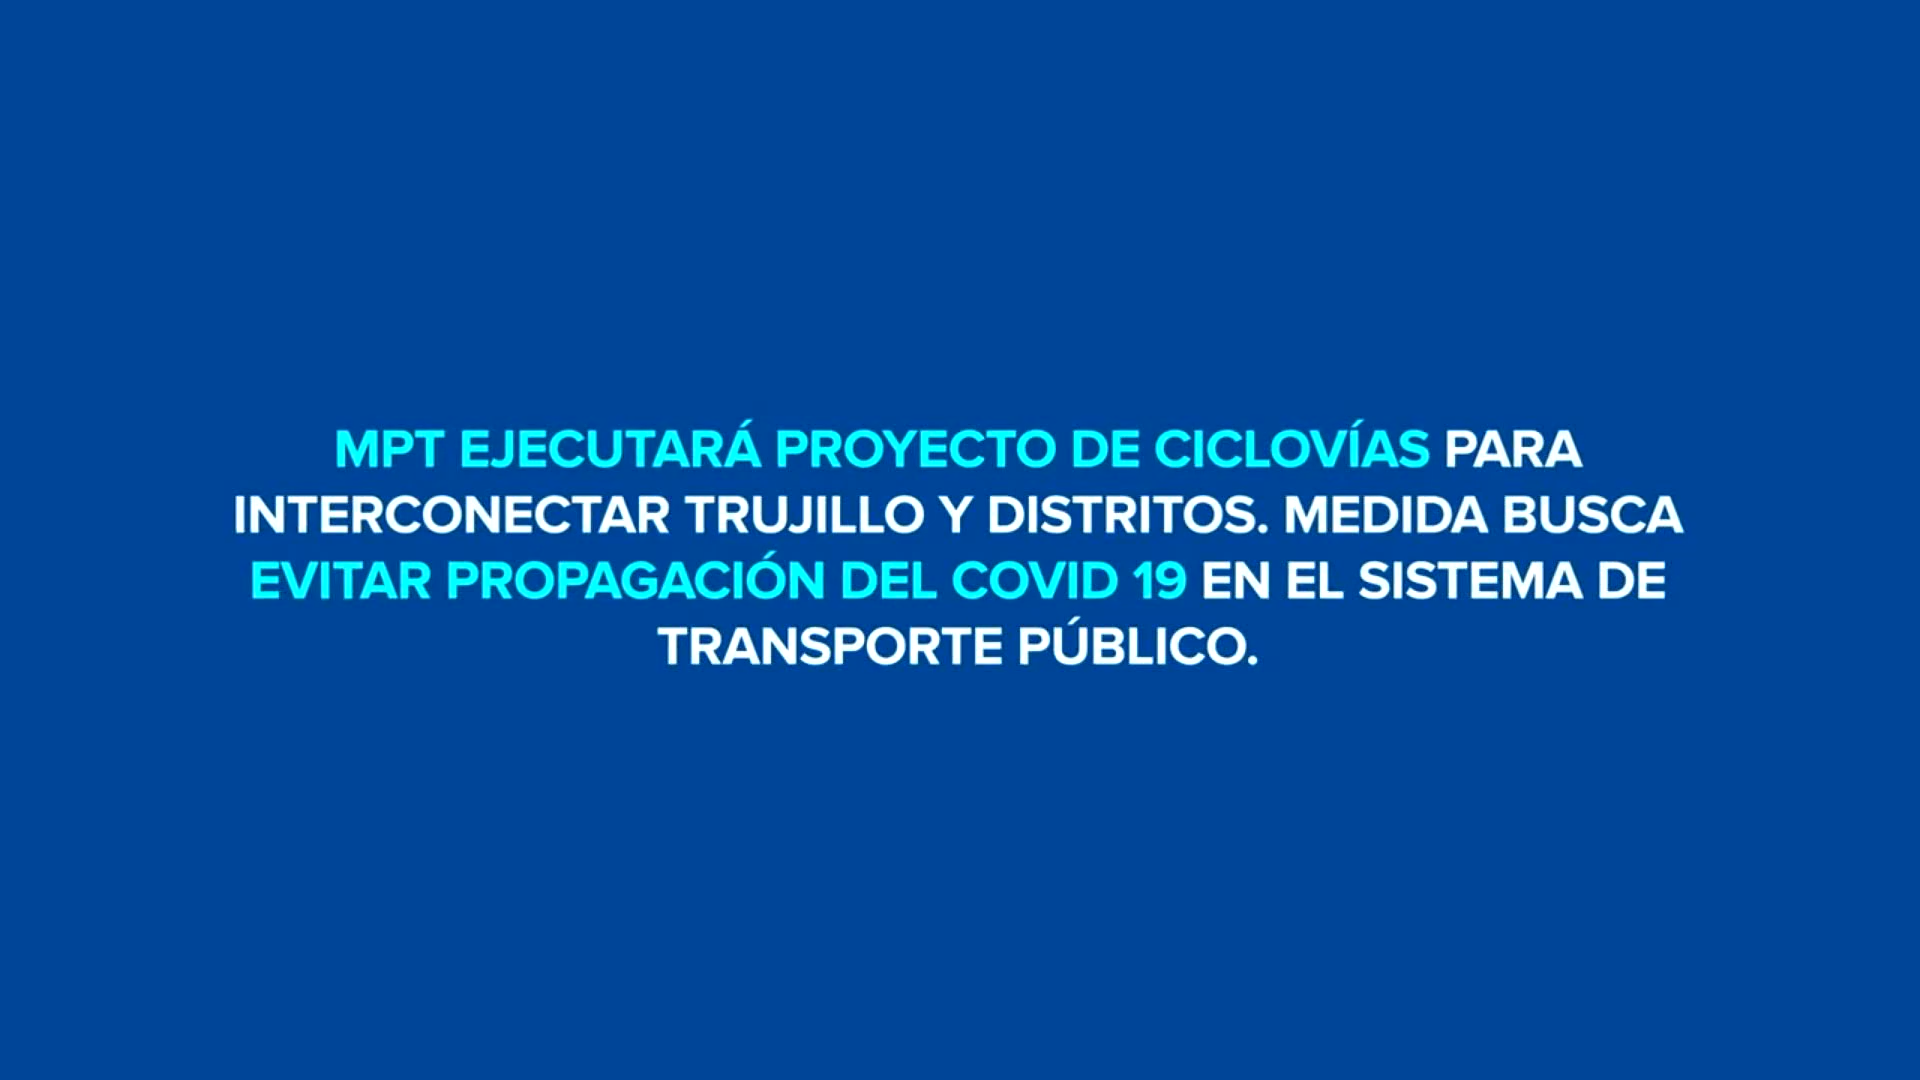 MPT EJECUTARÁ PROYECTO DE CICLOVÍAS PARA
INTERCONECTAR TRUJILLO Y DISTRITOS. MEDIDA BUSCA
EVITAR PROPAGACIÓN DEL COVID 19 EN EL SISTEMA DE
TRANSPORTE PÚBLICO.